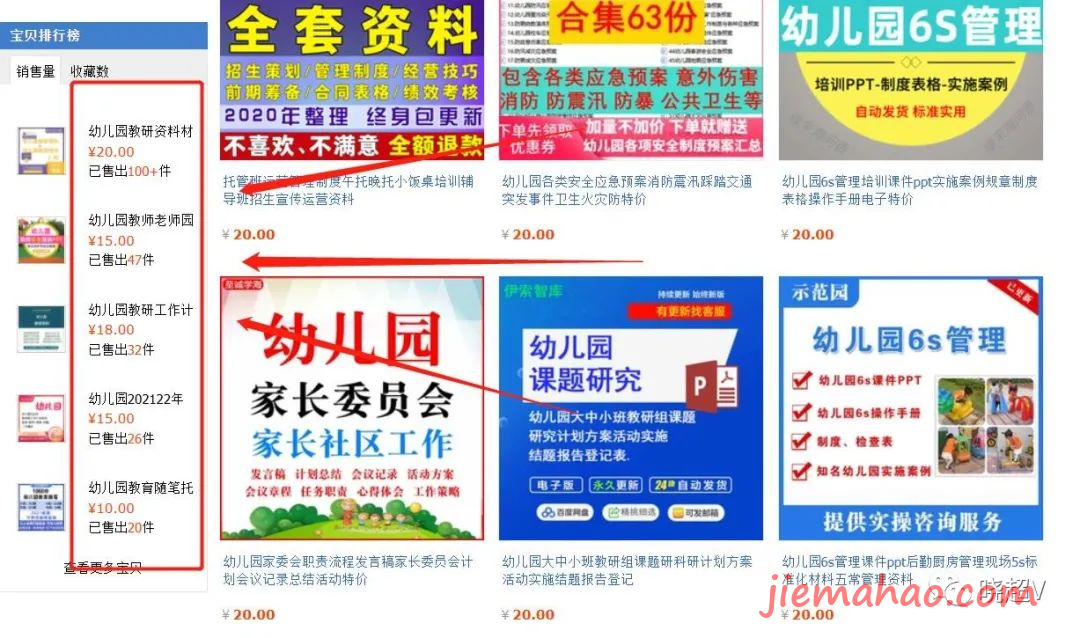 宝贝排行榜
销售量 收藏数
幼儿园教研资料材
¥20.00
已售出100+件
幼儿园教师老师园
¥15.00
已售出47件
幼儿园教研工作计
¥18.00
已售出32件
幼儿园202122年
¥15.00
已售出26件
幼儿园教育随笔托
¥10.00
已售出20件
查看更多宝贝
全套资料
招生策划/管理制度/经营技巧
前期筹备/合同表格/绩效考核
2020年整理 终身包更新
不喜欢、不满意 全额退款
托管班运营管理制度午托晚托小饭桌培训辅
导班招生宣传运营资料
¥ 20.00
合集63份
包含各类应急预案 意外伤害
消防 防震汛 防暴 公共卫生等
下单先领取
优惠券
加量不加价 下单就赠送
幼儿园各项安全制度预案汇总
幼儿园各类安全应急预案消防震汛踩踏交通
突发事件卫生火灾防特价
¥ 20.00
幼儿园6S管理
培训PPT-制度表格-实施案例
自动发货 标准实用
幼儿园6s管理培训课件ppt实施案例规章制度
表格操作手册电子特价
¥ 20.00
至诚学海
幼儿园
家长委员会
家长社区工作
发言稿 计划总结 会议记录 活动方案
会议章程 任务职责 心得体会 工作策略
幼儿园家委会职责流程发言稿家长委员会计
划会议记录总结活动特价
¥ 20.00
伊索智库
持续更新 始终新版
有更新找客服
幼儿园
课题研究
P
幼儿园大中小班教研组课题
研究计划方案活动实施
结题报告登记表.
电子版 永久更新 24时自动发货
百度网盘 精挑细选 可发邮箱
幼儿园大中小班教研组课题研科研计划方案
活动实施结题报告登记
¥ 20.00
示范园
已更新
幼儿园6s管理
幼儿园6s课件PPT
幼儿园6s操作手册
制度、检查表
知名幼儿园实施案例
提供实操咨询服务
幼儿园6s管理课件ppt后勤厨房管理现场5s标
准化材料五常管理资料
¥ 20.00
晓超V
jiemahao.com